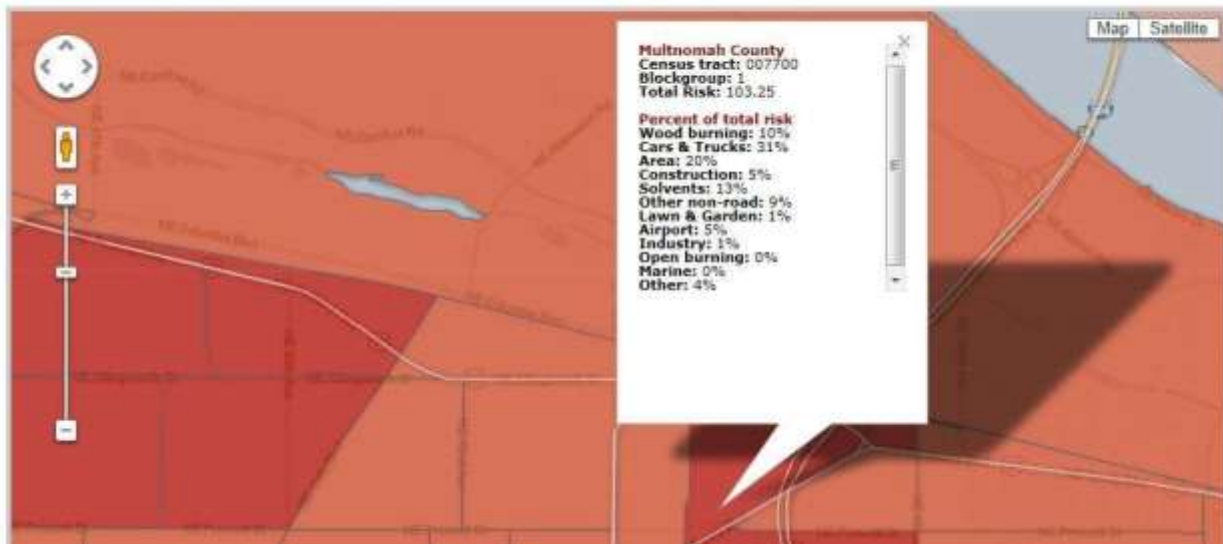 Map Satellite
Multnomah County
Census tract: 007700
Blockgroup: 1
Total Risk: 103.25
Percent of total risk
Wood burning: 10%
Cars & Trucks: 31%
Area: 20%
Construction: 5%
Solvents: 13%
Other non-road: 9%
Lawn & Garden: 1%
Airport: 5%
Industry: 1%
Open burning: 0%
Marine: 0%
Other: 4%